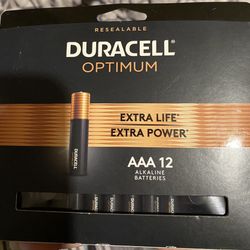 RESEALABLE
DURACELL
OPTIMUM
EXTRA LIFE*
EXTRA POWER*
DURACELL
AAA 12
ALKALINE
BATTERIES